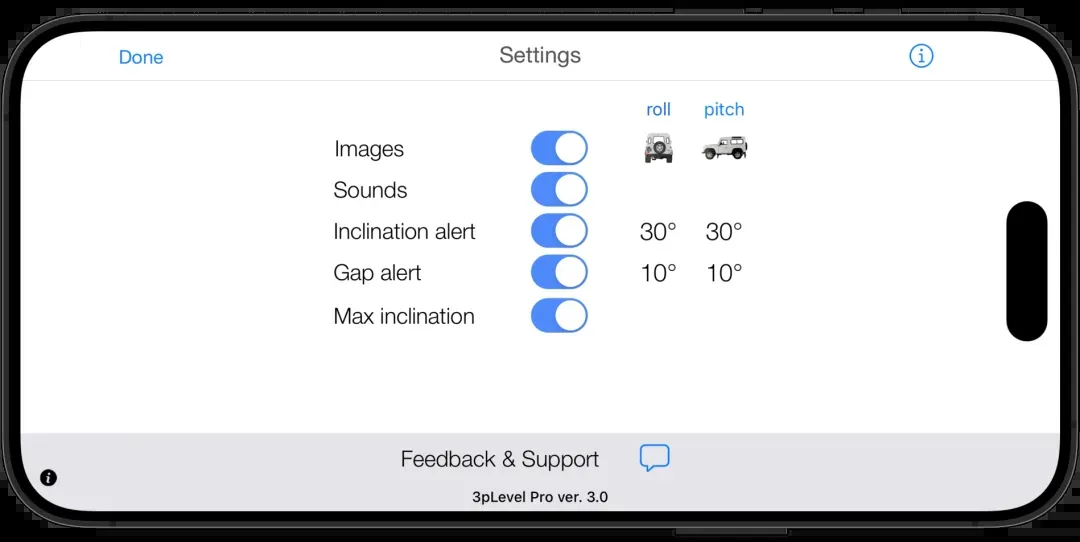 Done
Settings
roll pitch
Images
Sounds
Inclination alert 30° 30°
Gap alert 10° 10°
Max inclination
Feedback & Support
3pLevel Pro ver. 3.0